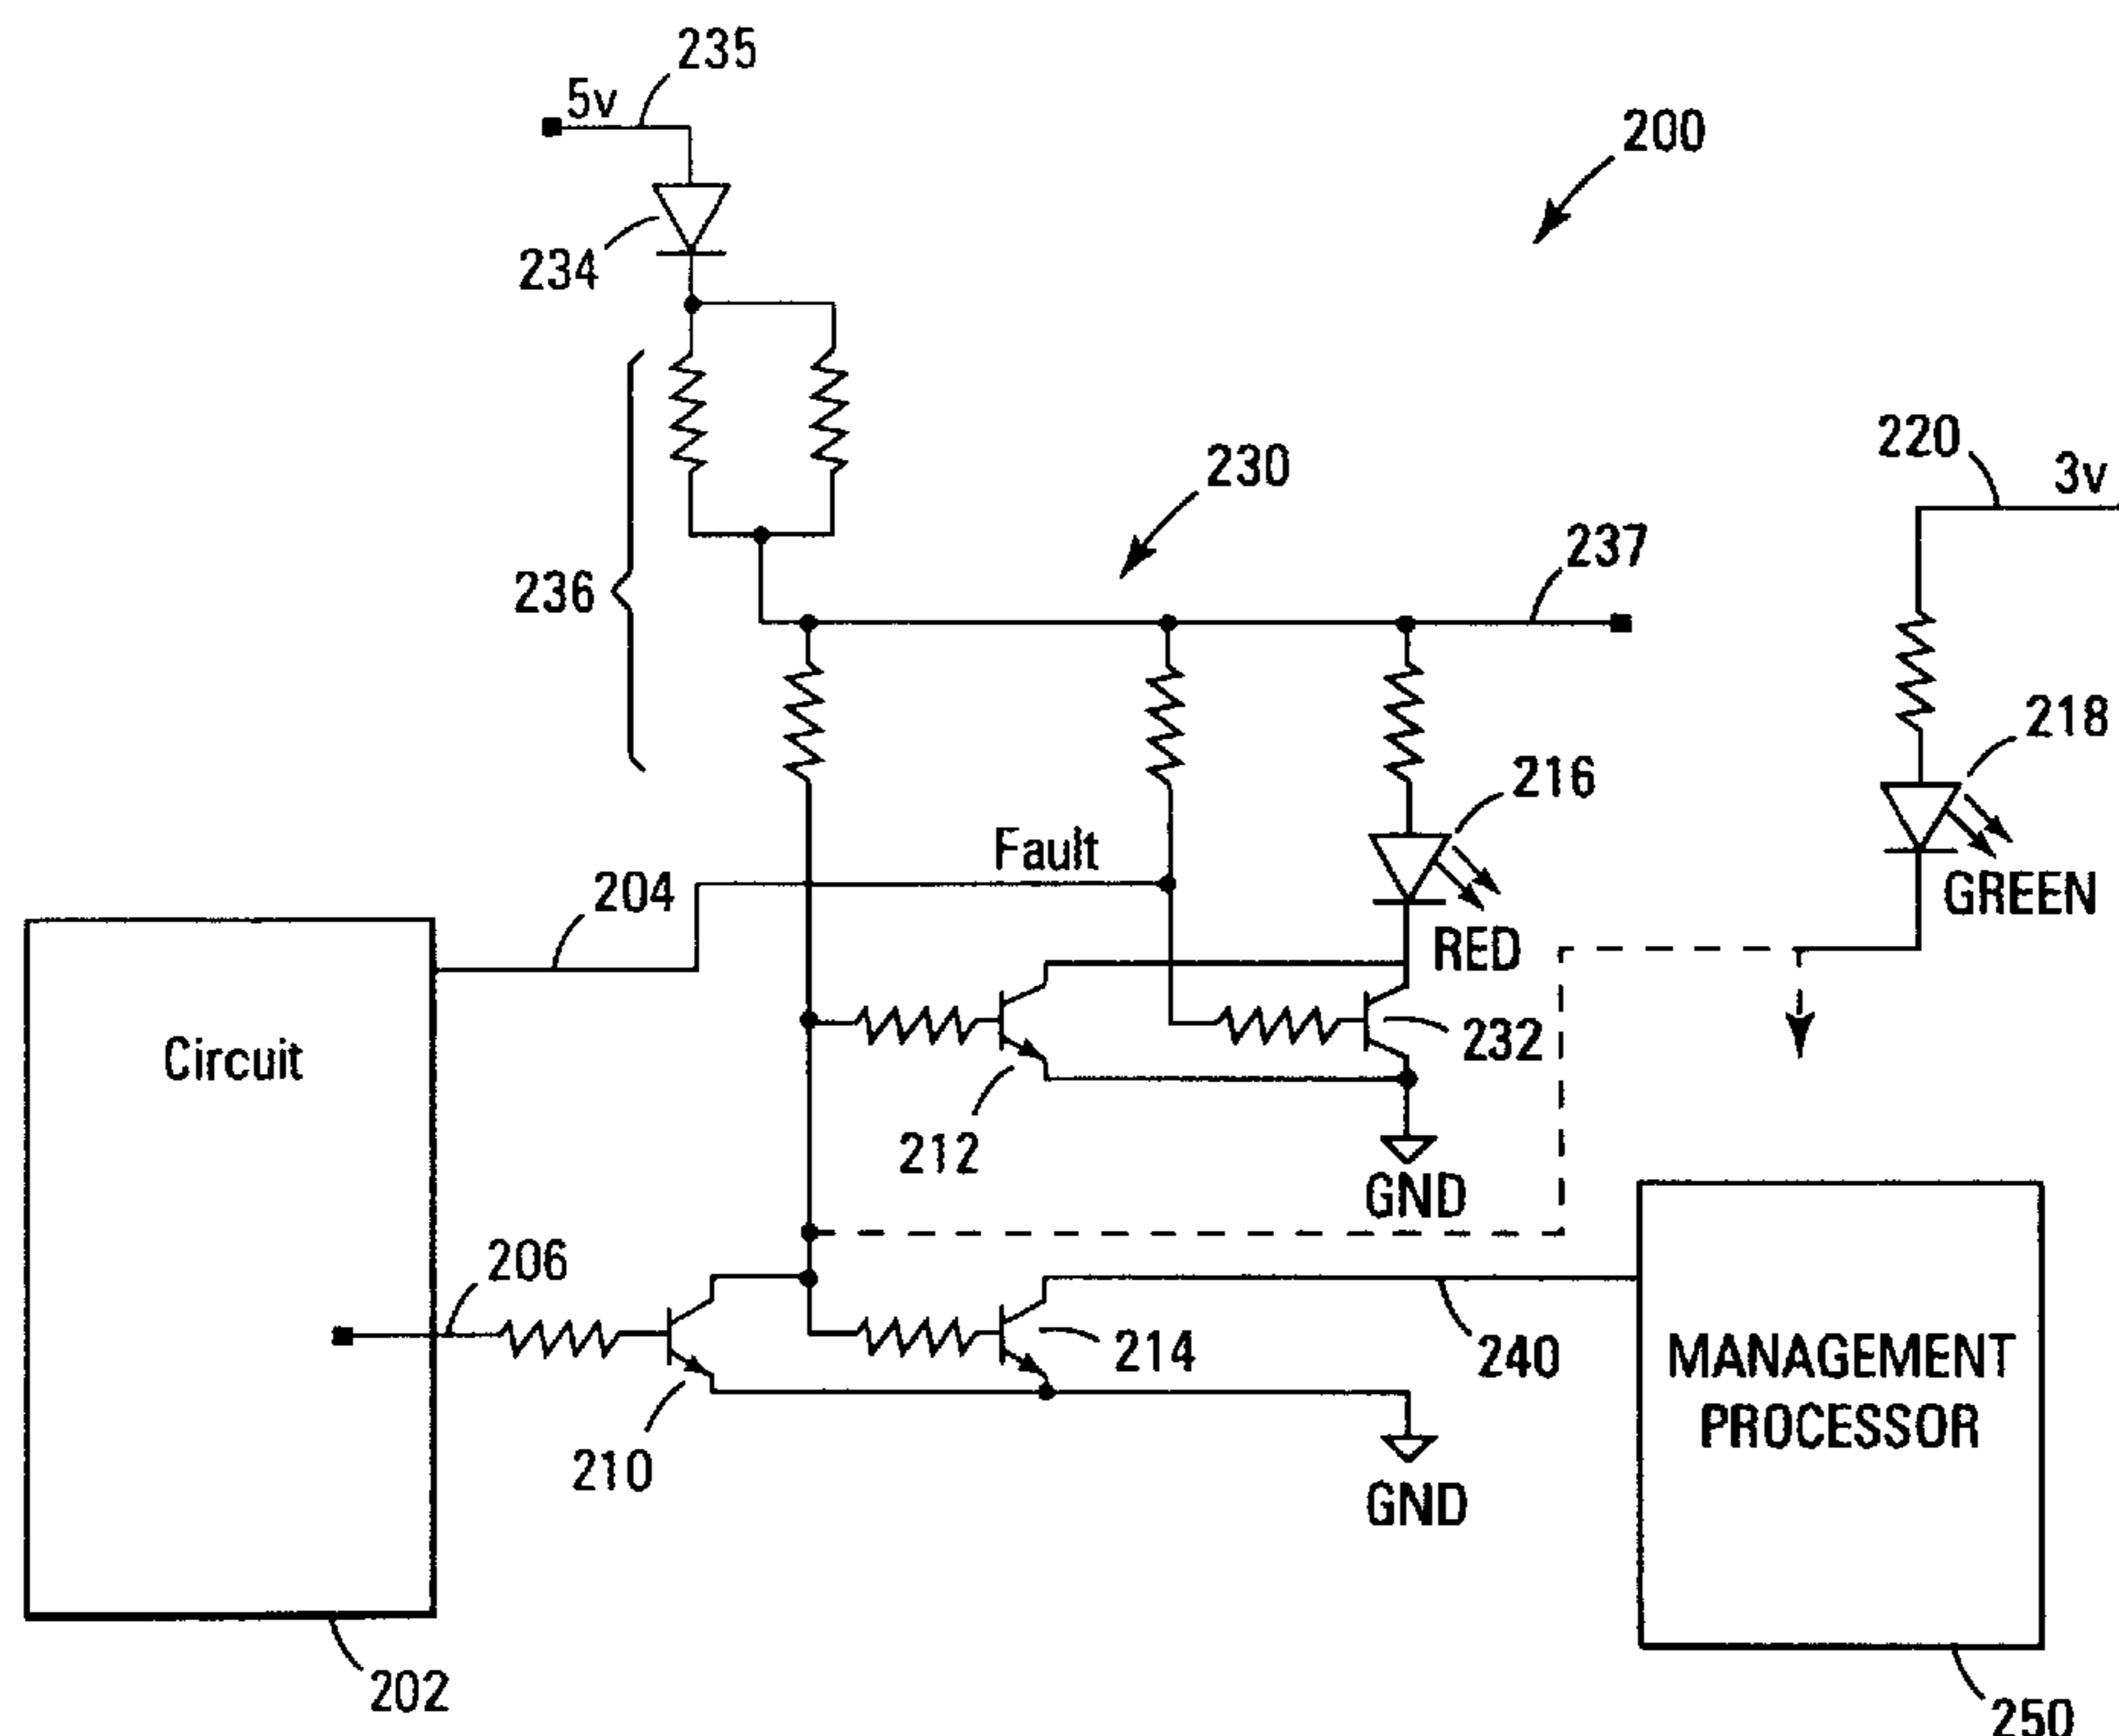 235
5v
200
234
220
3v
230
237
236
218
216
Fault
204
GREEN
RED
Circuit
232
212
GND
206
214
240
MANAGEMENT
PROCESSOR
210
GND
202
250